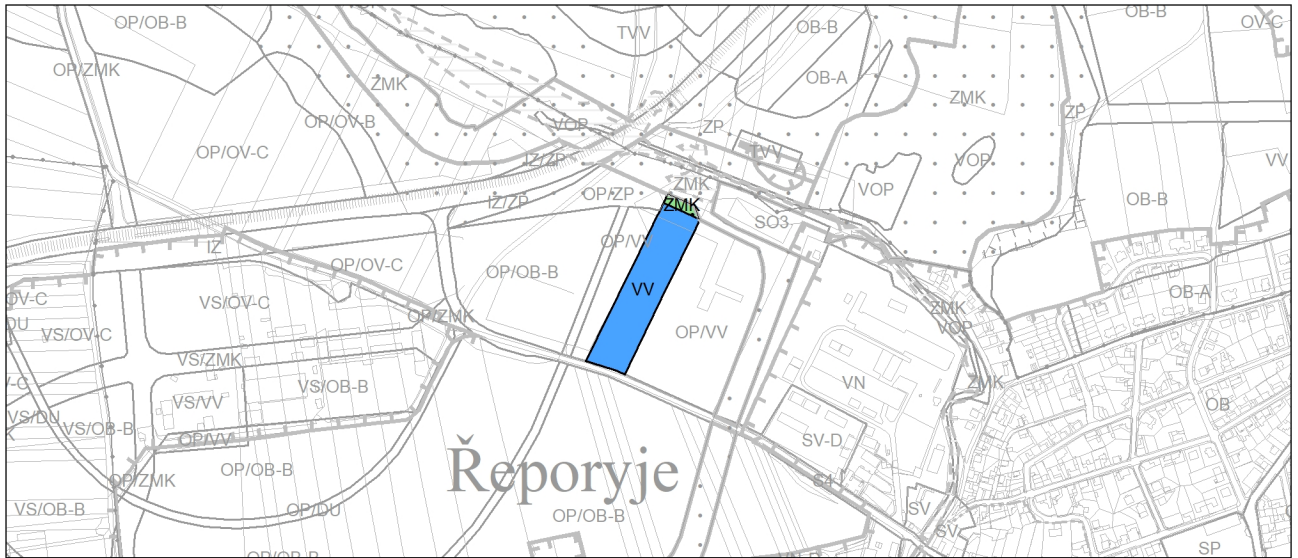 OP/OB-B
TVV
OB-B
OB-B
OV-C
OP/ZMK
ZMK
OB-A
ZMK
OP/OV-B
VOP
ZP
ZP
OP/OV-C
IZ/ZP
TVV
VOP
VOP
VV
ZMK
OP/ZP
IZ/ZP
ZMK
OB-B
SO3
IZ
OP/VV
OP/OV-C
OP/OB-B
VV
OB-A
OV-C
VS/OV-C
DU
ZMK
OP/ZMK
VOP
VS/OV-C
OP/VV
VS/ZMK
VN
ZMK
VS/OB-B
VS/VV
OB
VS/DU
VS/OB-B
OP/VV
SV-D
OP/OB-B
Řeporyje
OP/ZMK
S4
VS/OB-B
OP/DU
OP/OB-B
SV
SV
SP
OP/OB-B